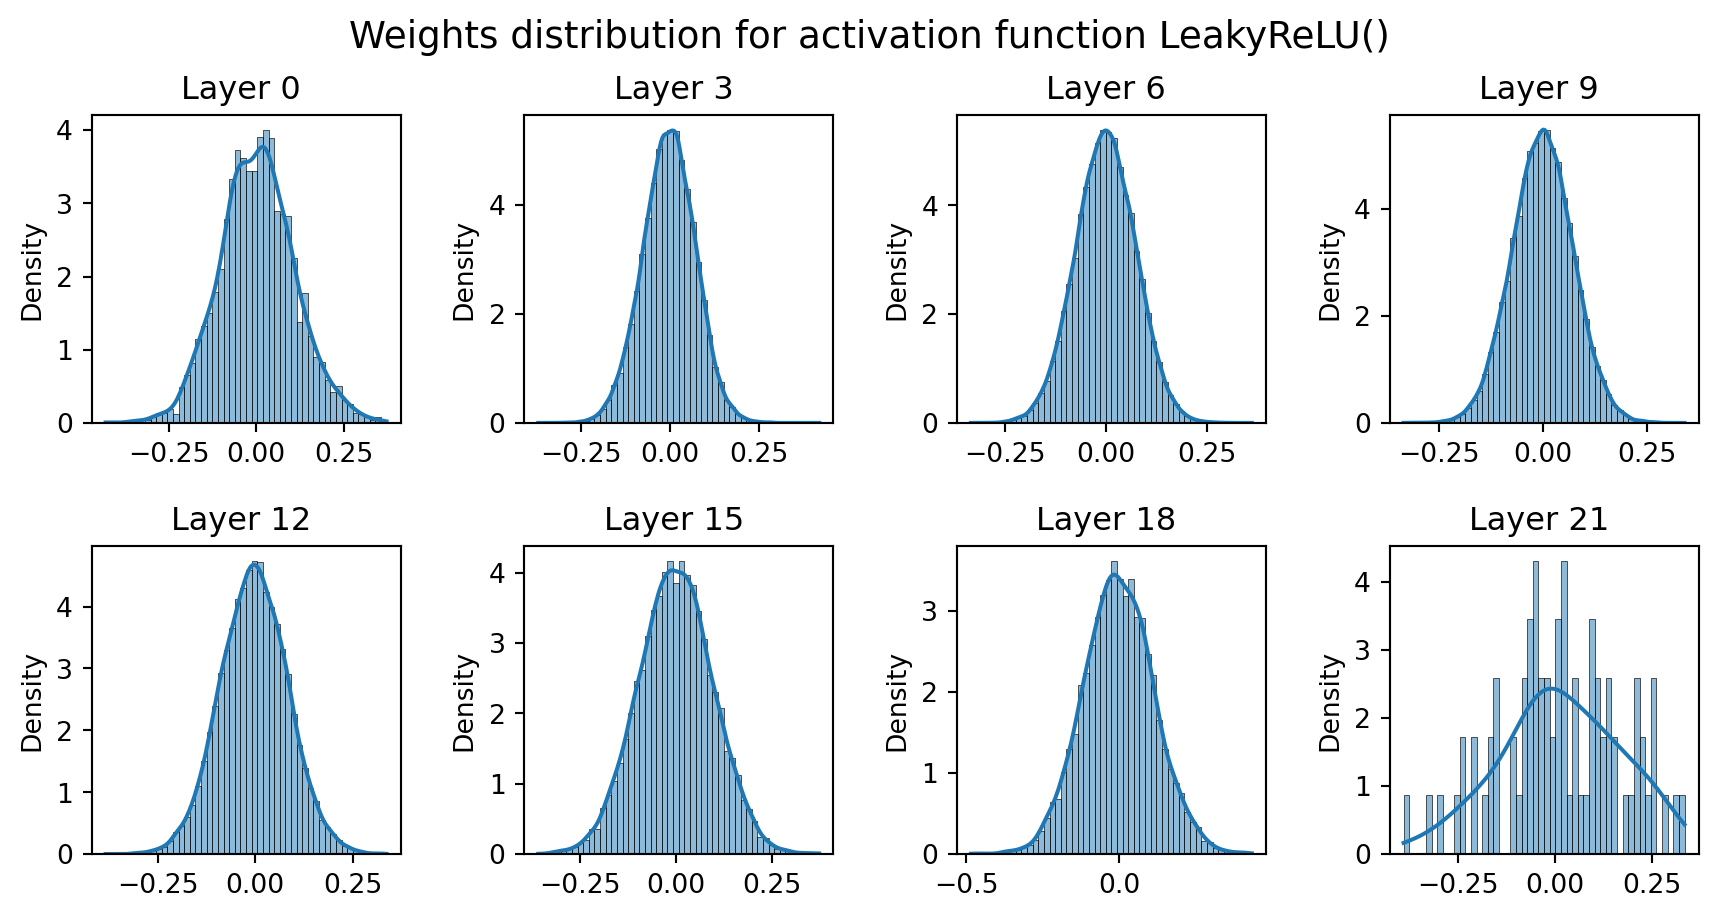 Weights distribution for activation function LeakyReLU()
Layer 0
Density
4
3
2
1
0
−0.25 0.00 0.25
Layer 3
Density
4
2
0
−0.25 0.00 0.25
Layer 6
Density
4
2
0
−0.25 0.00 0.25
Layer 9
Density
4
2
0
−0.25 0.00 0.25
Layer 12
Density
4
3
2
1
0
−0.25 0.00 0.25
Layer 15
Density
4
3
2
1
0
−0.25 0.00 0.25
Layer 18
Density
3
2
1
0
−0.5 0.0
Layer 21
Density
4
3
2
1
0
−0.25 0.00 0.25